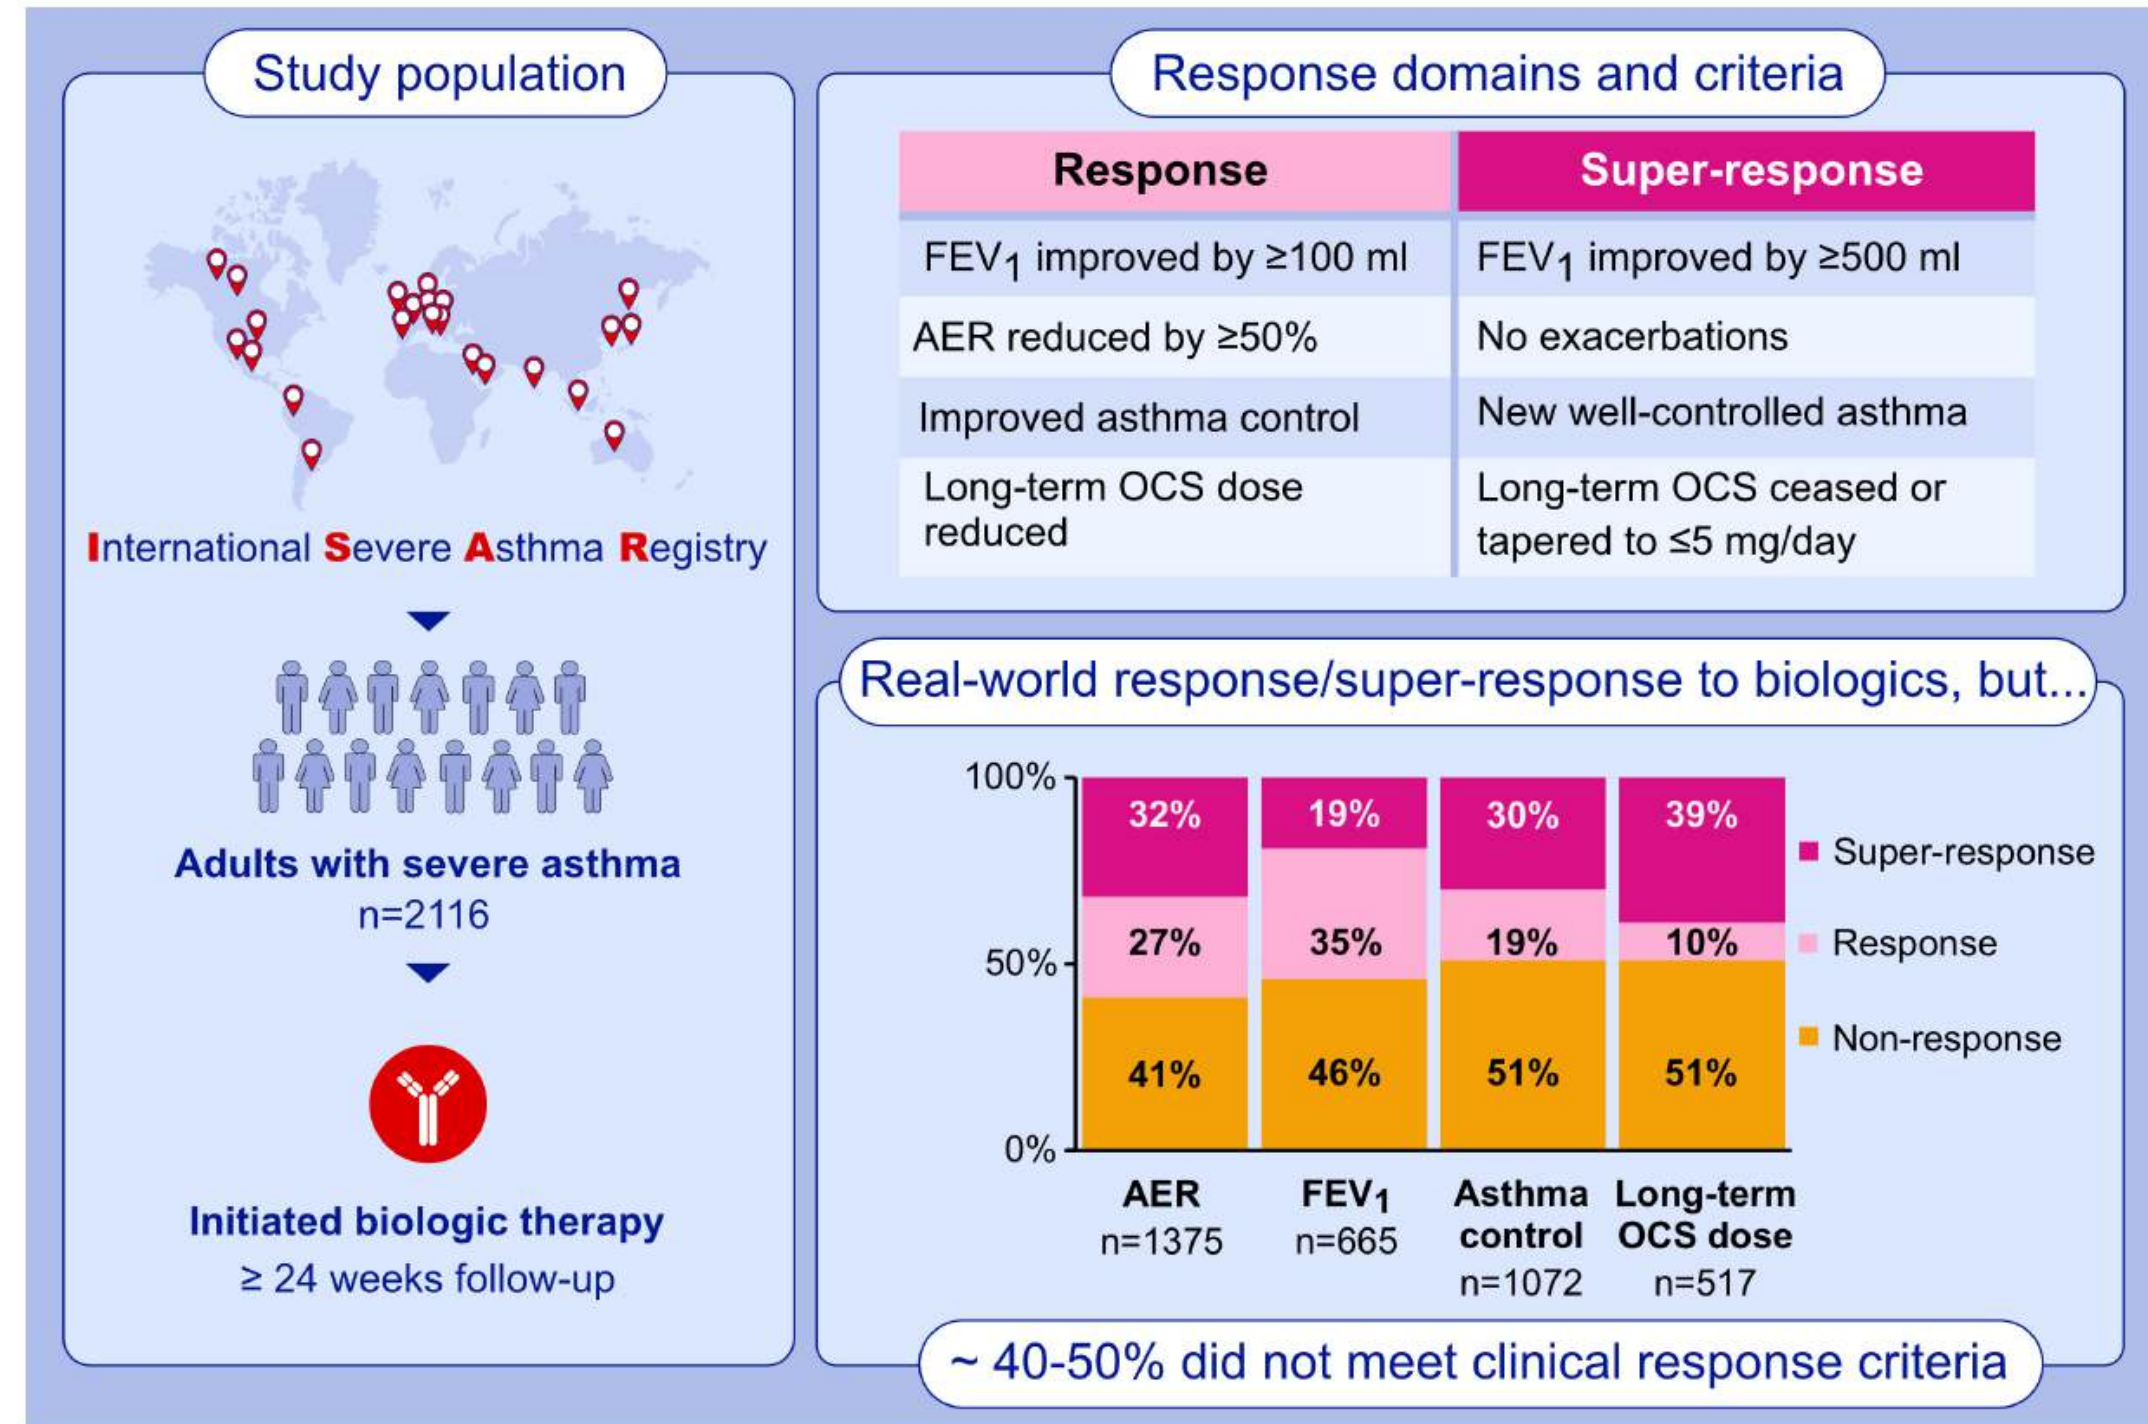 Study population
International Severe Asthma Registry
Adults with severe asthma
n=2116
Initiated biologic therapy
≥ 24 weeks follow-up
Response domains and criteria
Response
Super-response
FEV1 improved by ≥100 ml
FEV1 improved by ≥500 ml
AER reduced by ≥50%
No exacerbations
Improved asthma control
New well-controlled asthma
Long-term OCS dose
reduced
Long-term OCS ceased or
tapered to ≤5 mg/day
Real-world response/super-response to biologics, but...
100%
50%
0%
32%
19%
30%
39%
27%
35%
19%
10%
41%
46%
51%
51%
Super-response
Response
Non-response
AER
n=1375
FEV1
n=665
Asthma
control
n=1072
Long-term
OCS dose
n=517
~ 40-50% did not meet clinical response criteria